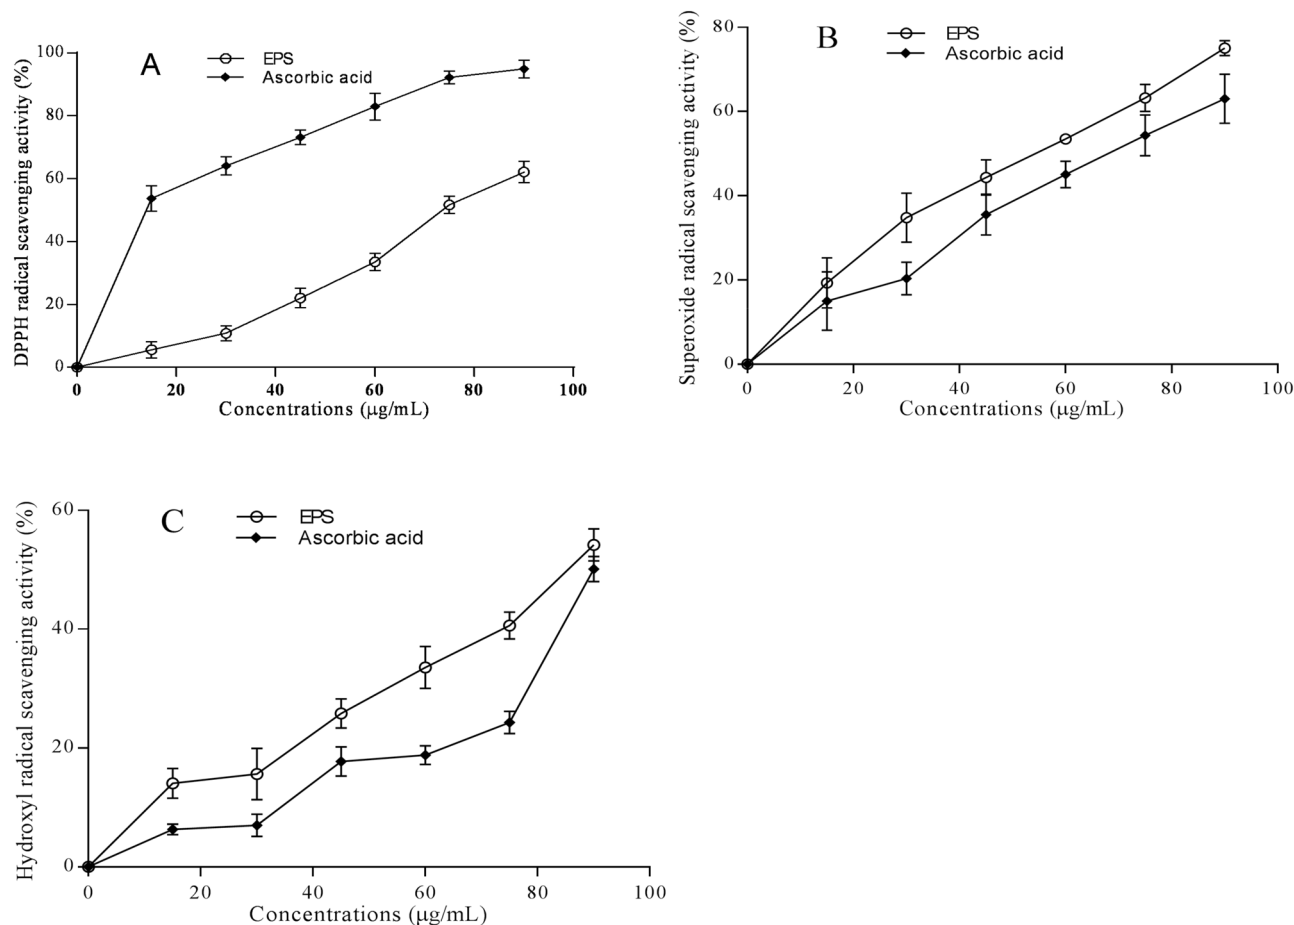 A
EPS
Ascorbic acid
DPPH radical scavenging activity (%)
100
80
60
40
20
0
0 20 40 60 80 100
Concentrations (μg/mL)
B
EPS
Ascorbic acid
Superoxide radical scavenging activity (%)
80
60
40
20
0
0 20 40 60 80 100
Concentrations (μg/mL)
C
EPS
Ascorbic acid
Hydroxyl radical scavenging activity (%)
60
40
20
0
0 20 40 60 80 100
Concentrations (μg/mL)